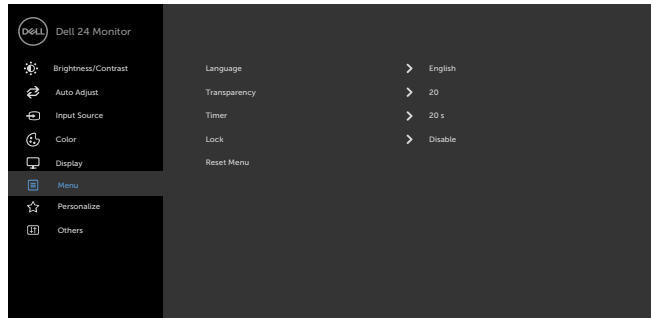 DELL Dell 24 Monitor
Brightness/Contrast
Auto Adjust
Input Source
Color
Display
Menu
Personalize
Others
Language English
Transparency 20
Timer 20 s
Lock Disable
Reset Menu